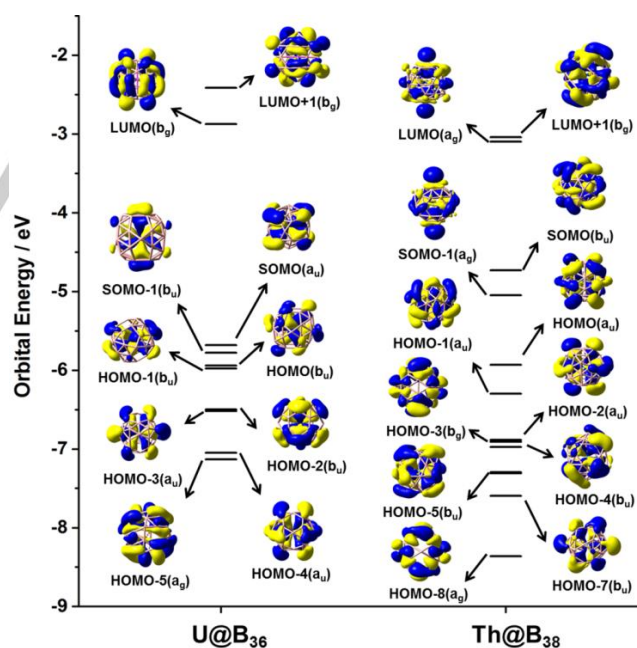 Orbital Energy / eV
-2
-3
-4
-5
-6
-7
-8
-9
LUMO(bg)
LUMO+1(bg)
SOMO-1(bu)
SOMO(au)
HOMO-1(bu)
HOMO(bu)
HOMO-3(au)
HOMO-2(bu)
HOMO-5(ag)
HOMO-4(au)
U@B36
LUMO(ag)
LUMO+1(bg)
SOMO-1(ag)
SOMO(bu)
HOMO-1(au)
HOMO(au)
HOMO-3(bg)
HOMO-2(au)
HOMO-5(bu)
HOMO-4(bu)
HOMO-8(ag)
HOMO-7(bu)
Th@B38